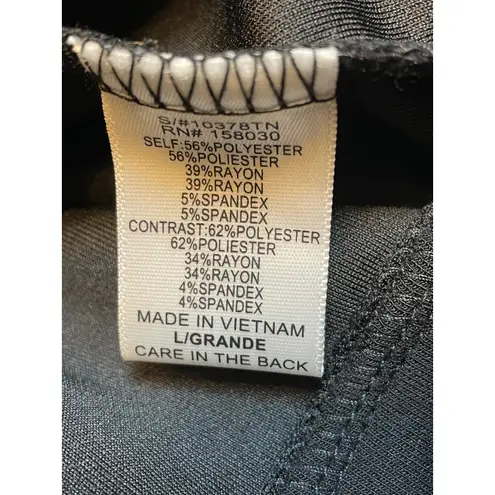 S/#10378TN
RN# 158030
SELF:56%POLYESTER
56%POLIESTER
39%RAYON
39%RAYON
5%SPANDEX
5%SPANDEX
CONTRAST:62%POLYESTER
62%POLIESTER
34%RAYON
34%RAYON
4%SPANDEX
4%SPANDEX
MADE IN VIETNAM
L/GRANDE
CARE IN THE BACK